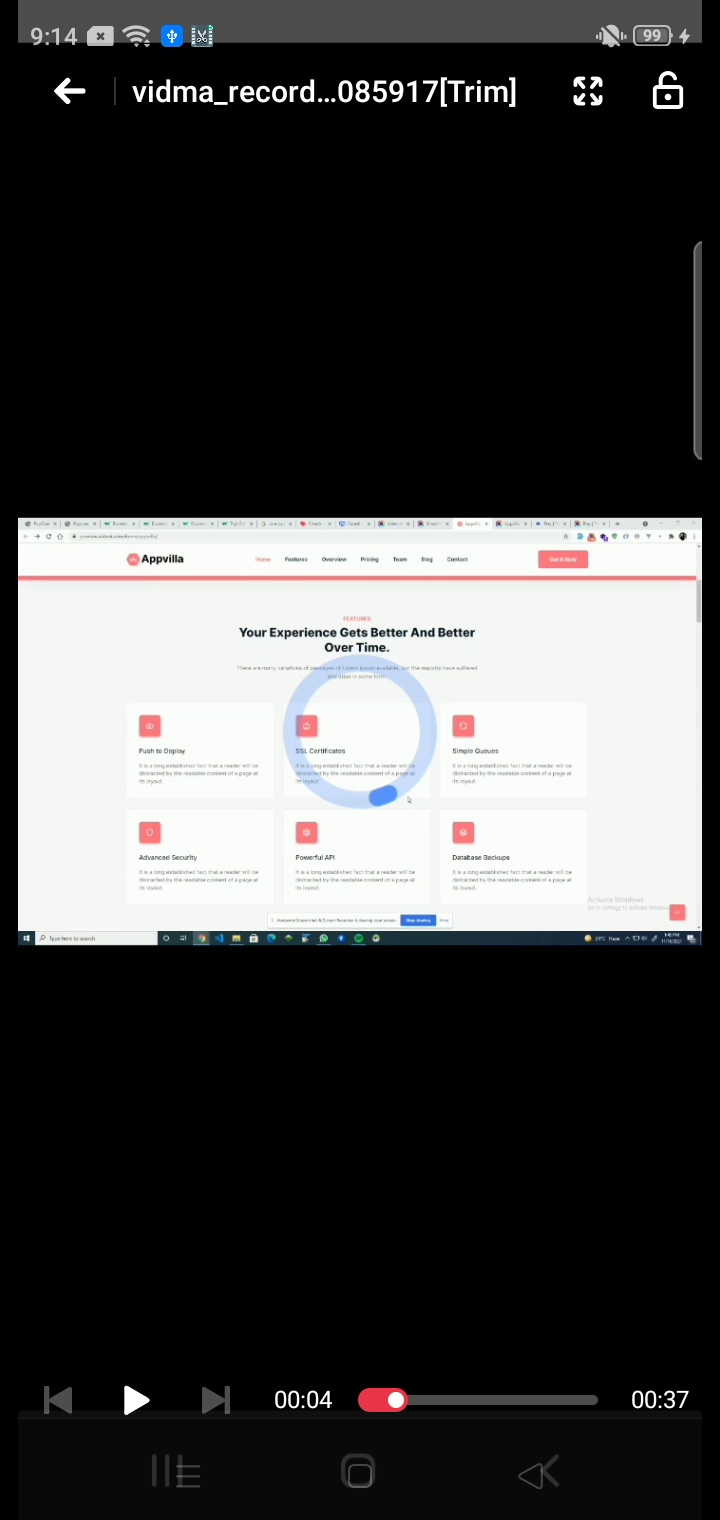 9:14
99
vidma_record...085917[Trim]
Appvilla
Home Features Overview Pricing Team Blog Contact
Get It Now
FEATURES
Your Experience Gets Better And Better
Over Time.
There are many variations of passages of Lorem Ipsum available, but the majority have suffered
alteration in some form.
Push to Deploy
It is a long established fact that a reader will be
distracted by the readable content of a page at
its layout.
SSL Certificates
It is a long established fact that a reader will be
distracted by the readable content of a page at
its layout.
Simple Queues
It is a long established fact that a reader will be
distracted by the readable content of a page at
its layout.
Advanced Security
It is a long established fact that a reader will be
distracted by the readable content of a page at
its layout.
Powerful API
It is a long established fact that a reader will be
distracted by the readable content of a page at
its layout.
Database Backups
It is a long established fact that a reader will be
distracted by the readable content of a page at
its layout.
Activate Windows
Go to Settings to activate Windows
Awesome Screenshot & Screen Recorder is sharing your screen. Stop sharing Hide
Type here to search
Haze
00:04
00:37